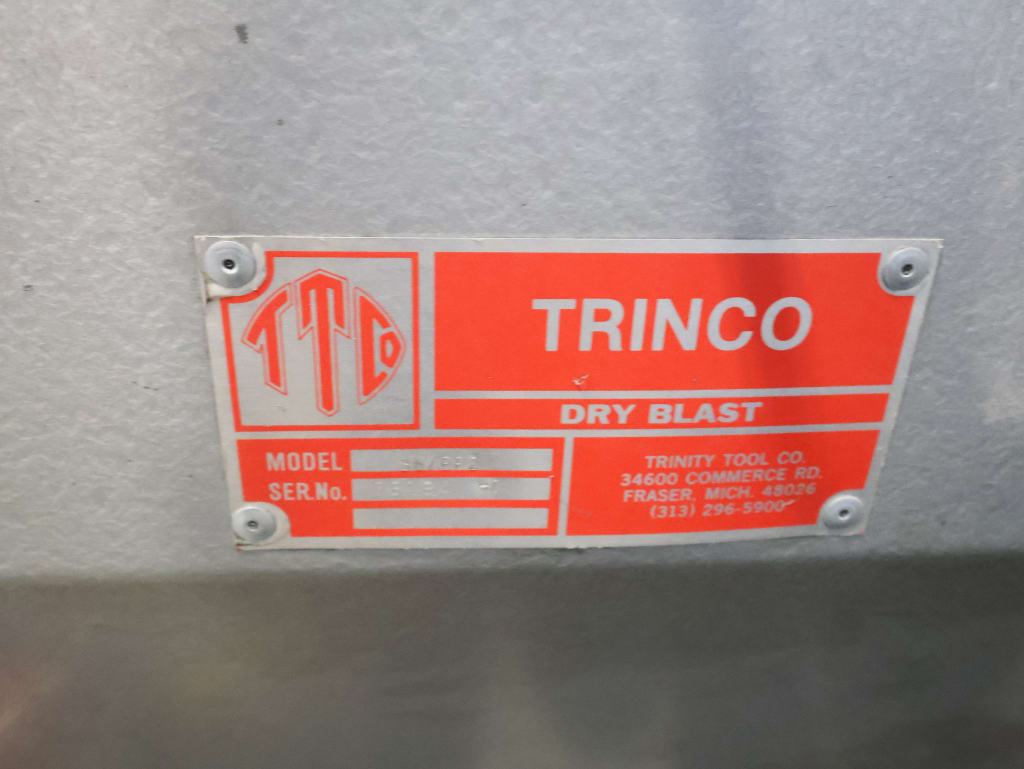 TTCO
TRINCO
DRY BLAST
MODEL
SER.No.
TRINITY TOOL CO.
34600 COMMERCE RD.
FRASER, MICH. 48026
(313) 296-5900